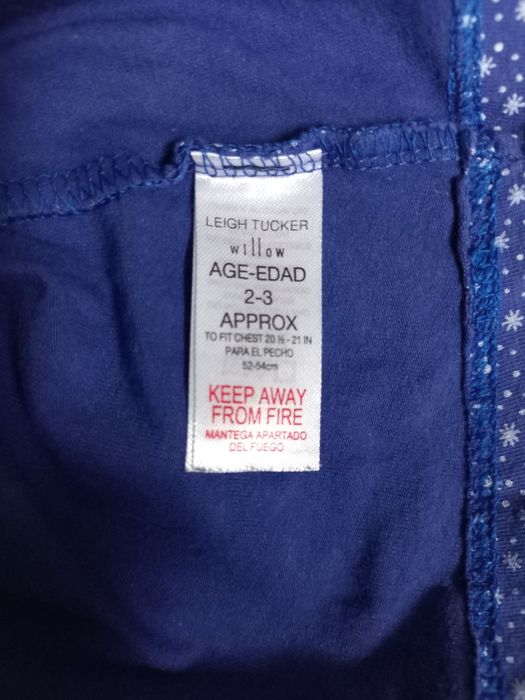 LEIGH TUCKER
willow
AGE-EDAD
2-3
APPROX
TO FIT CHEST 20 ½ - 21 IN
PARA EL PECHO
52-54cm
KEEP AWAY
FROM FIRE
MANTEGA APARTADO
DEL FUEGO